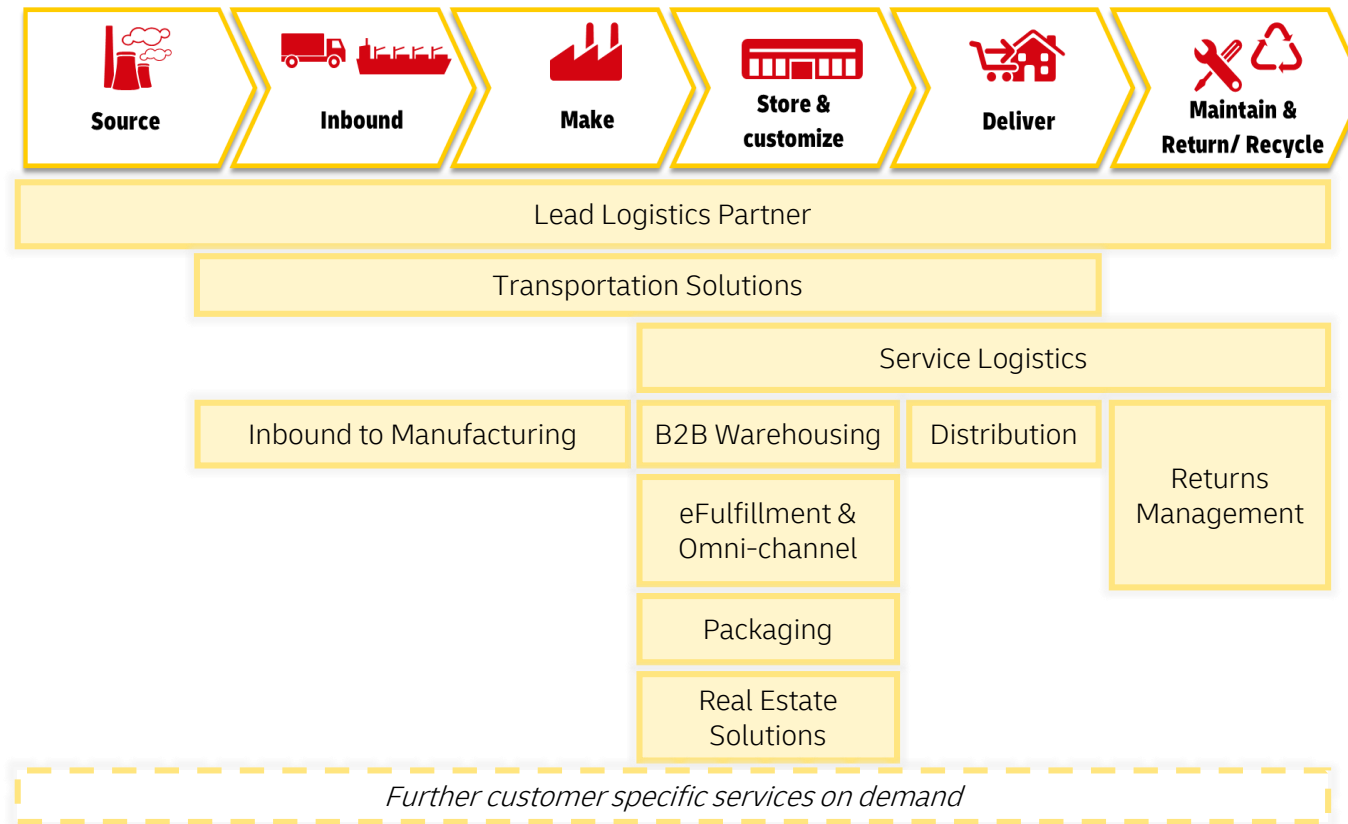 Source
Inbound
Make
Store &
customize
Deliver
Maintain &
Return/ Recycle
Lead Logistics Partner
Transportation Solutions
Service Logistics
Inbound to Manufacturing
B2B Warehousing
Distribution
Returns
Management
eFulfillment &
Omni-channel
Packaging
Real Estate
Solutions
Further customer specific services on demand